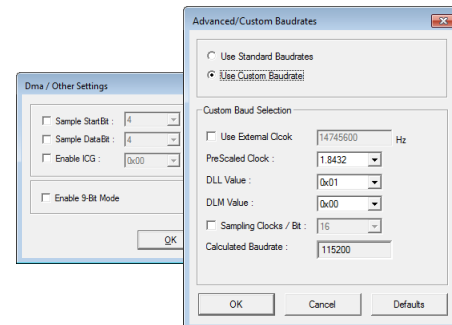 Advanced/Custom Baudrates
Use Standard Baudrates
Use Custom Baudrate
Custom Baud Selection
Use External Clcok 14745600 Hz
PreScaled Clock : 1.8432
DLL Value : 0x01
DLM Value : 0x00
Sampling Clocks / Bit : 16
Calculated Baudrate : 115200
OK Cancel Defaults
Dma / Other Settings
Sample StartBit : 4
Sample DataBit : 4
Enable ICG : 0x00
Enable 9-Bit Mode
OK